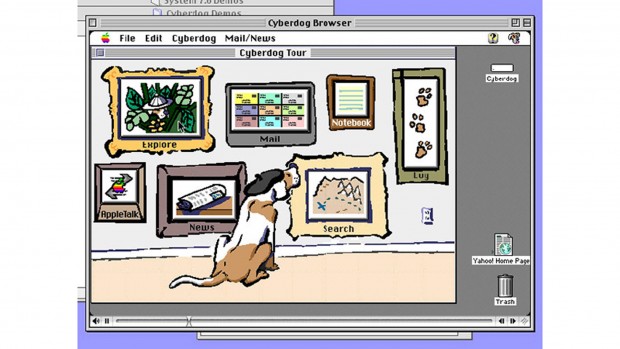 System 7.6 Demos
Cyberdog Demos
Cyberdog Browser
File Edit Cyberdog Mail/News
Cyberdog Tour
Cyberdog
Explore
Mail
Notebook
Log
AppleTalk
News
Search
Yahoo! Home Page
Trash